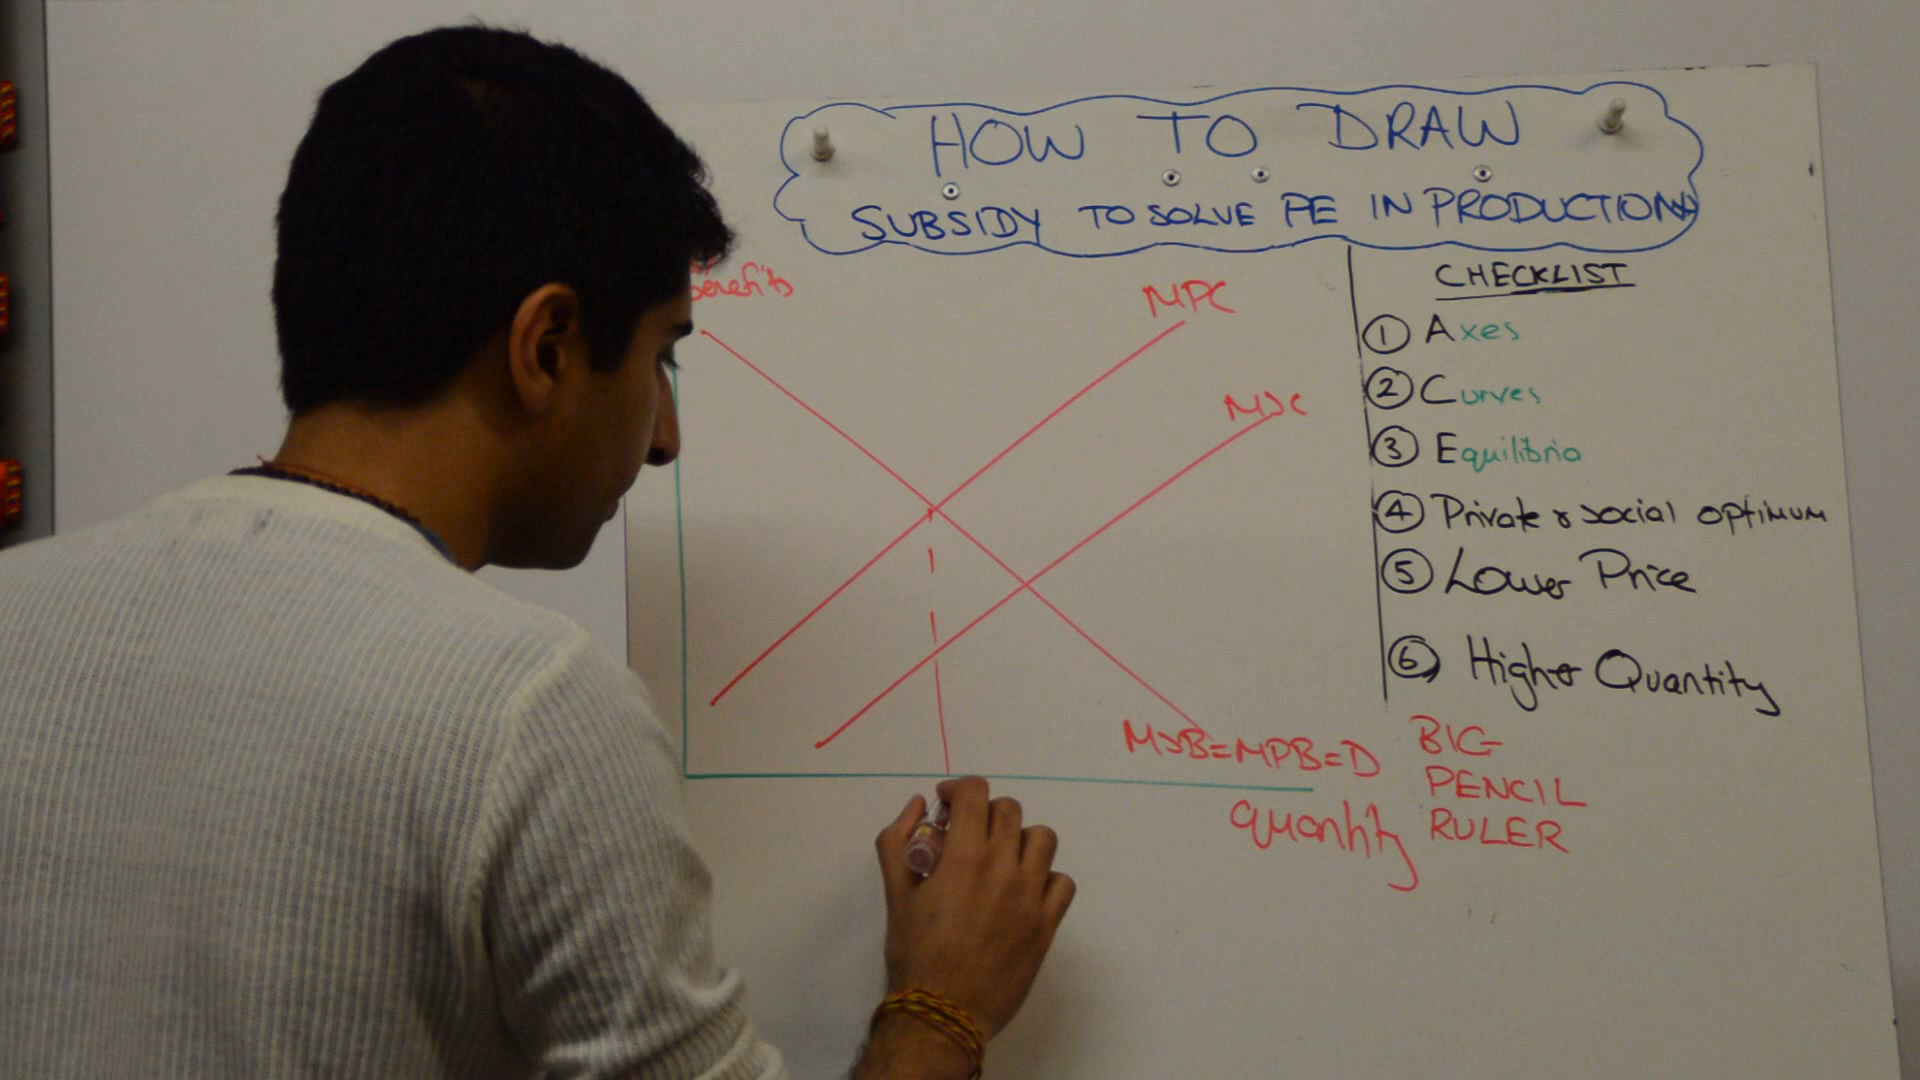 HOW TO DRAW
SUBSIDY TO SOLVE PE IN PRODUCTION
Benefits
MPC
MSC
MSB=MPB=D
quantity
CHECKLIST
① Axes
② Curves
③ Equilibria
④ Private & social optimum
⑤ Lower Price
⑥ Higher Quantity
BIG
PENCIL
RULER